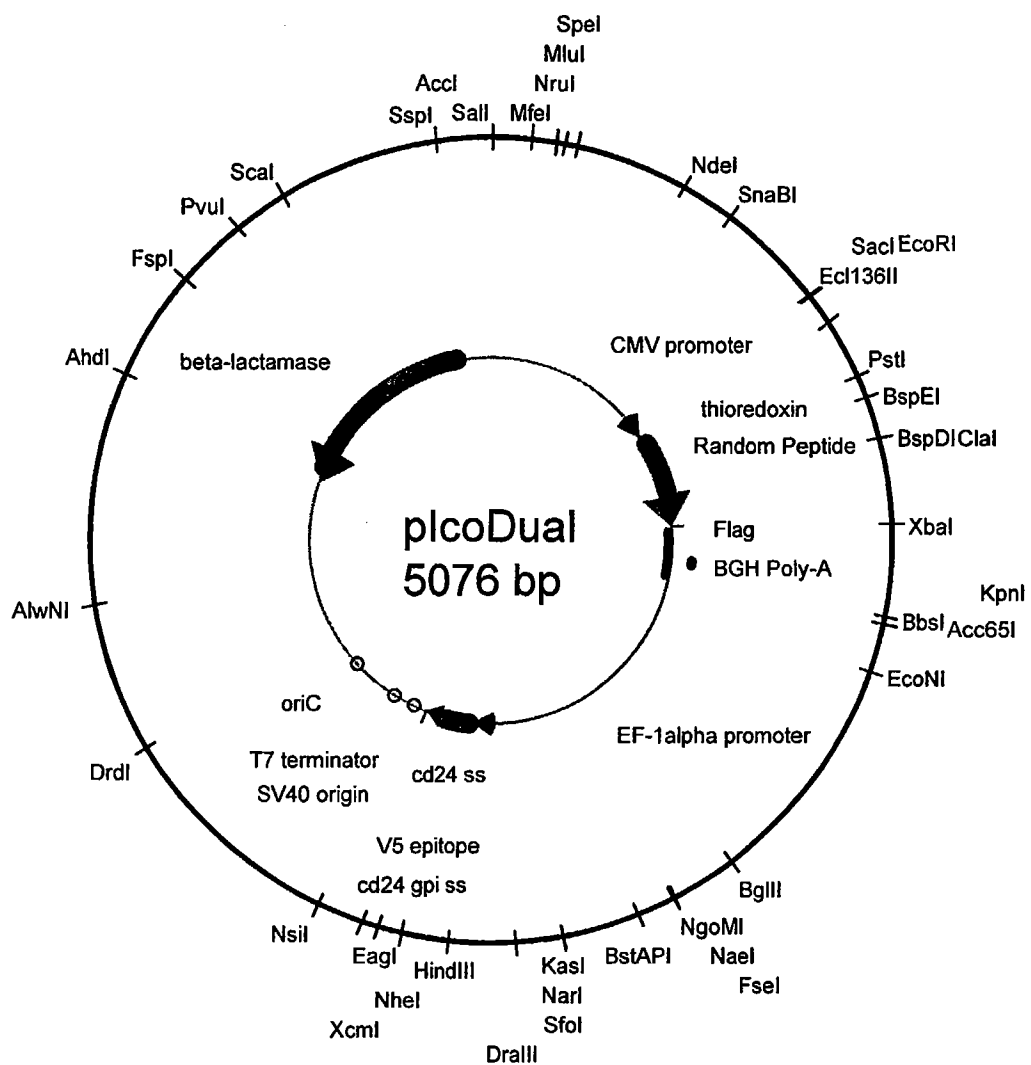 SpeI
MluI
AccI
NruI
SspI
SalI
MfeI
ScaI
NdeI
PvuI
SnaBI
FspI
SacI
EcoRI
Ecl136II
AhdI
beta-lactamase
CMV promoter
PstI
BspEI
thioredoxin
Random Peptide
BspDI
ClaI
pIcoDual
5076 bp
Flag
XbaI
BGH Poly-A
KpnI
AlwNI
BbsI
Acc65I
EcoNI
oriC
EF-1alpha promoter
T7 terminator
SV40 origin
cd24 ss
DrdI
V5 epitope
cd24 gpi ss
BglII
NsiI
NgoMI
EagI
HindIII
KasI
BstAPI
NaeI
NheI
NarI
FseI
XcmI
SfoI
DraIII